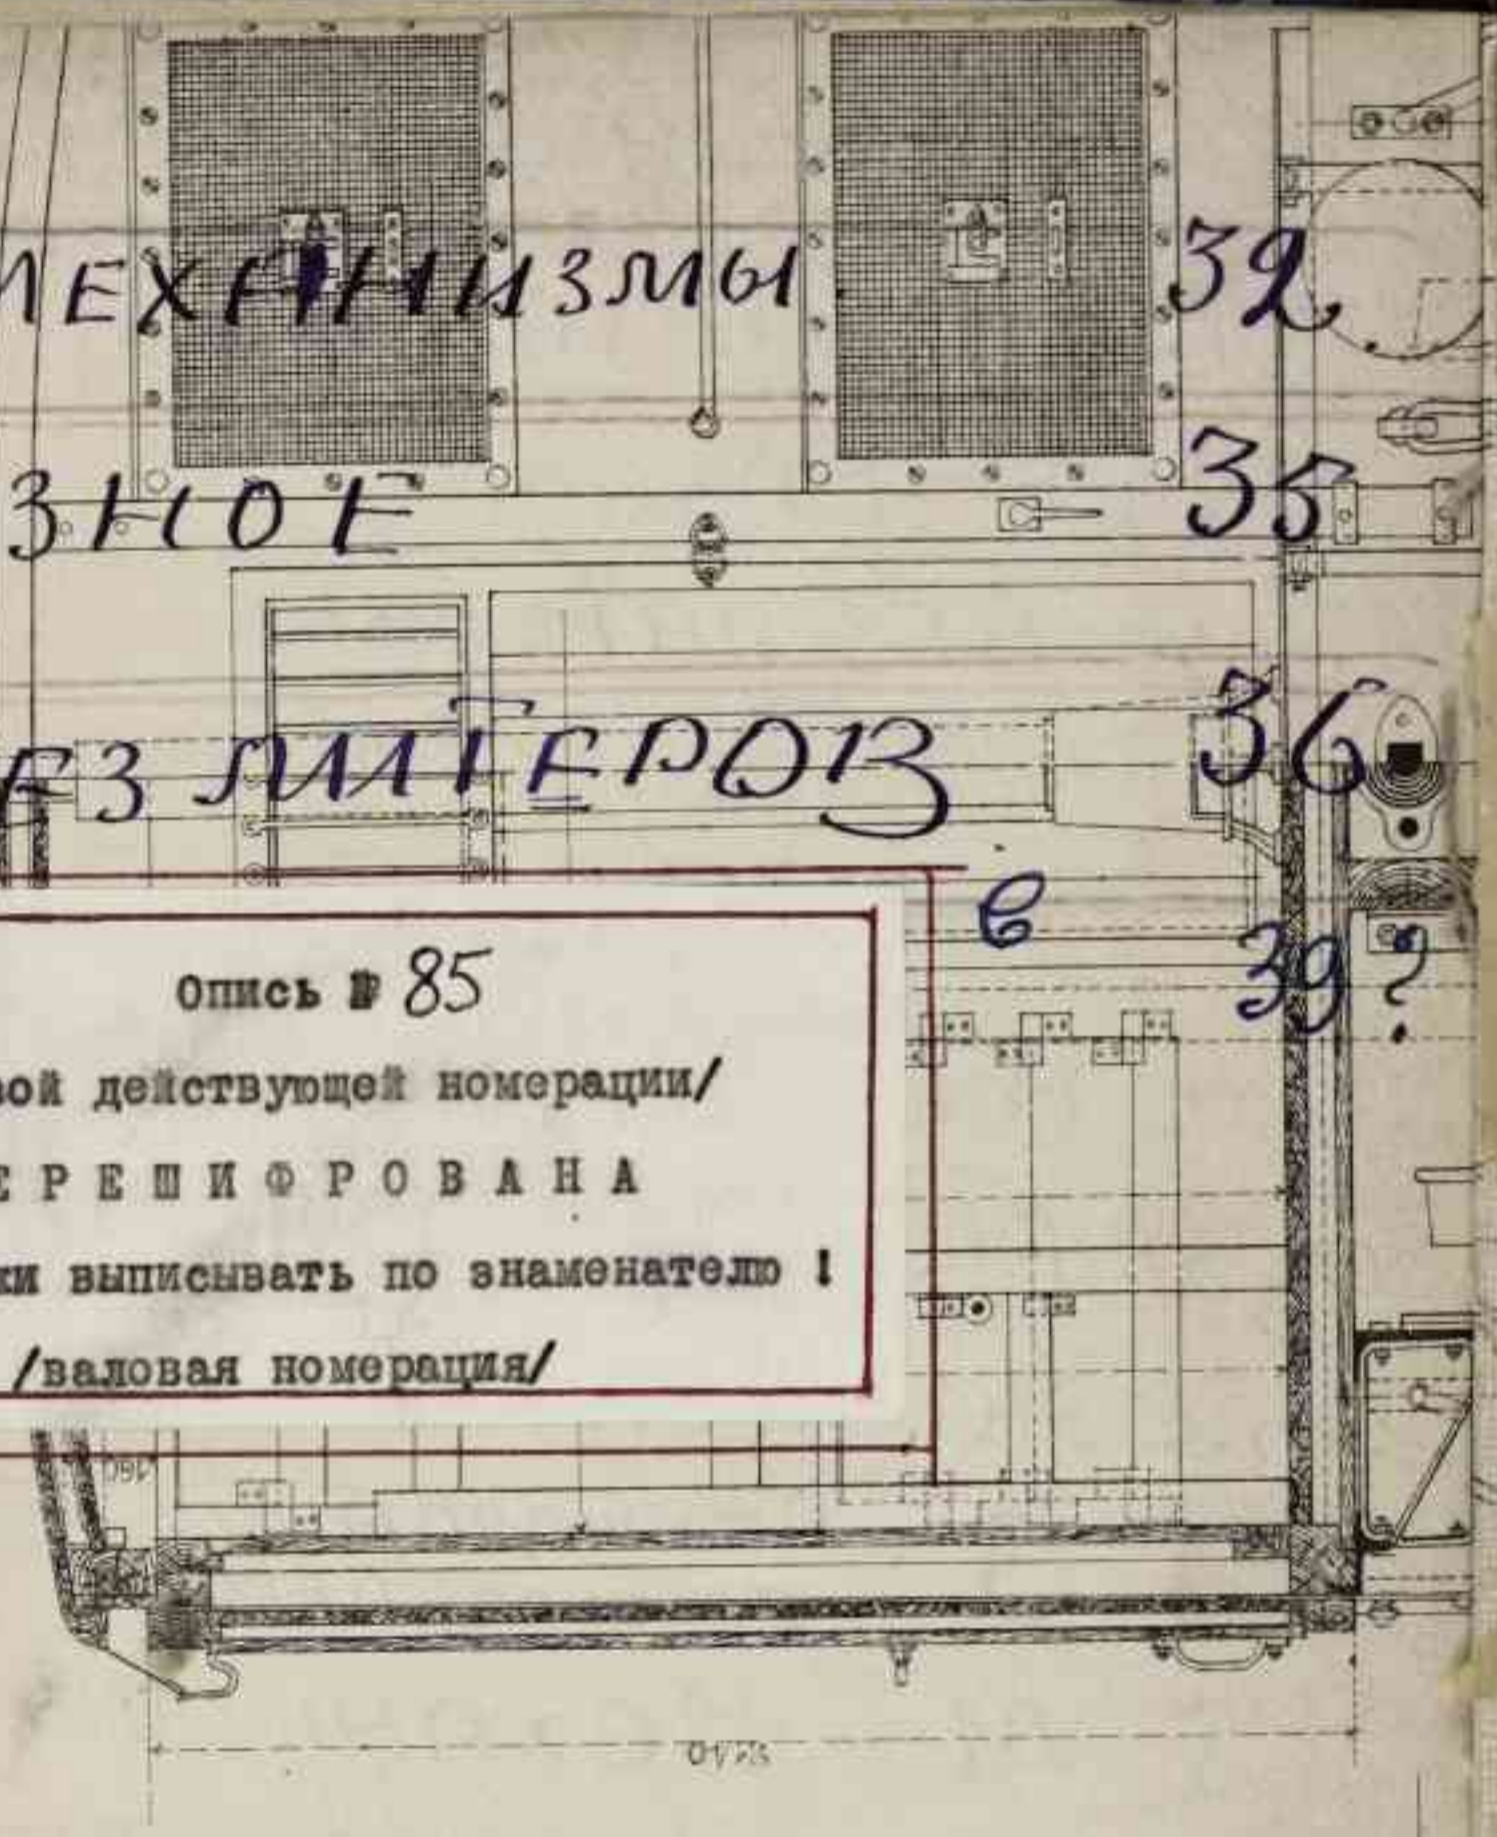 МЕХАНИЗМЫ. 32
ЗНОЕ 35
ЕЗ ЛИТЕРОВ 36
в
39?
Опись № 85
вой действующей номерации/
ЕРЕШИФРОВАНА
ки выписывать по знаменателю !
/валовая номерация/